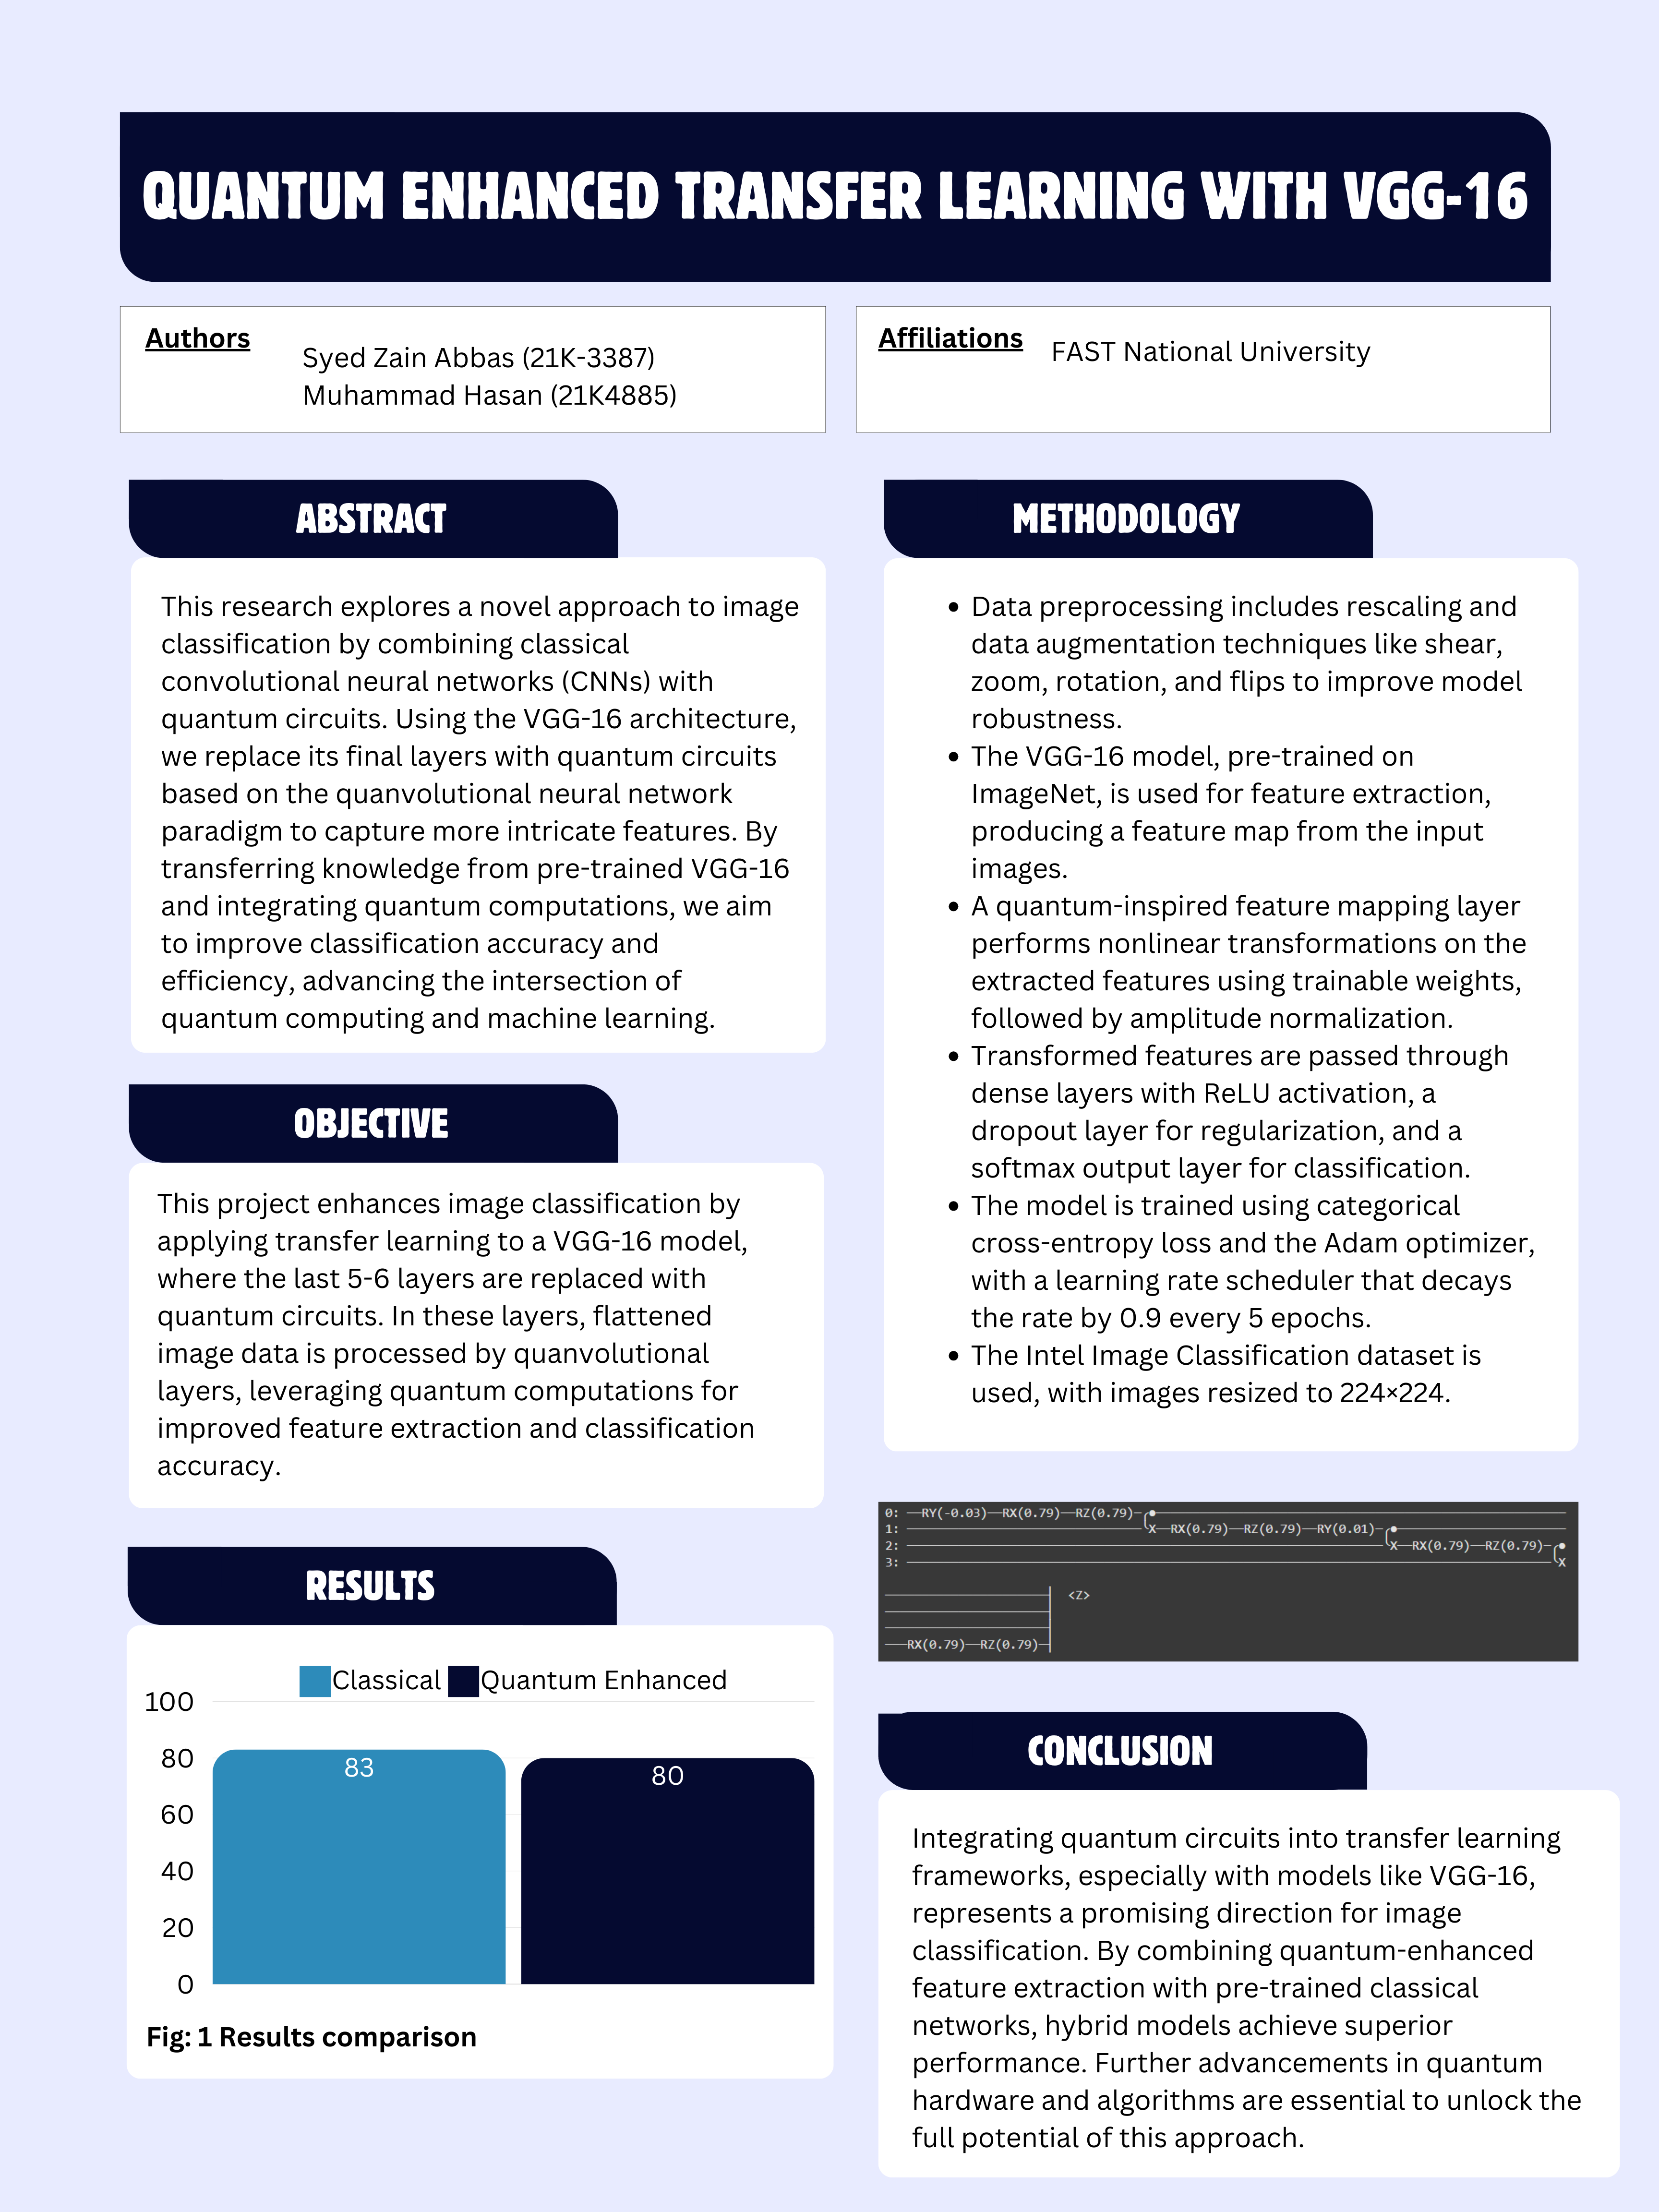 QUANTUM ENHANCED TRANSFER LEARNING WITH VGG-16
Authors
Syed Zain Abbas (21K-3387)
Muhammad Hasan (21K4885)
Affiliations
FAST National University
ABSTRACT
This research explores a novel approach to image
classification by combining classical
convolutional neural networks (CNNs) with
quantum circuits. Using the VGG-16 architecture,
we replace its final layers with quantum circuits
based on the quanvolutional neural network
paradigm to capture more intricate features. By
transferring knowledge from pre-trained VGG-16
and integrating quantum computations, we aim
to improve classification accuracy and
efficiency, advancing the intersection of
quantum computing and machine learning.
OBJECTIVE
This project enhances image classification by
applying transfer learning to a VGG-16 model,
where the last 5-6 layers are replaced with
quantum circuits. In these layers, flattened
image data is processed by quanvolutional
layers, leveraging quantum computations for
improved feature extraction and classification
accuracy.
RESULTS
Classical Quantum Enhanced
100
80
60
40
20
0
83
80
Fig: 1 Results comparison
METHODOLOGY
• Data preprocessing includes rescaling and
data augmentation techniques like shear,
zoom, rotation, and flips to improve model
robustness.
• The VGG-16 model, pre-trained on
ImageNet, is used for feature extraction,
producing a feature map from the input
images.
• A quantum-inspired feature mapping layer
performs nonlinear transformations on the
extracted features using trainable weights,
followed by amplitude normalization.
• Transformed features are passed through
dense layers with ReLU activation, a
dropout layer for regularization, and a
softmax output layer for classification.
• The model is trained using categorical
cross-entropy loss and the Adam optimizer,
with a learning rate scheduler that decays
the rate by 0.9 every 5 epochs.
• The Intel Image Classification dataset is
used, with images resized to 224×224.
0: ──RY(-0.03)──RX(0.79)──RZ(0.79)─╭●
1: ──╰X──RX(0.79)──RZ(0.79)──RY(0.01)─╭●
2: ──╰X──RX(0.79)──RZ(0.79)─╭●
3: ──╰X
<Z>
──RX(0.79)──RZ(0.79)─┤
CONCLUSION
Integrating quantum circuits into transfer learning
frameworks, especially with models like VGG-16,
represents a promising direction for image
classification. By combining quantum-enhanced
feature extraction with pre-trained classical
networks, hybrid models achieve superior
performance. Further advancements in quantum
hardware and algorithms are essential to unlock the
full potential of this approach.